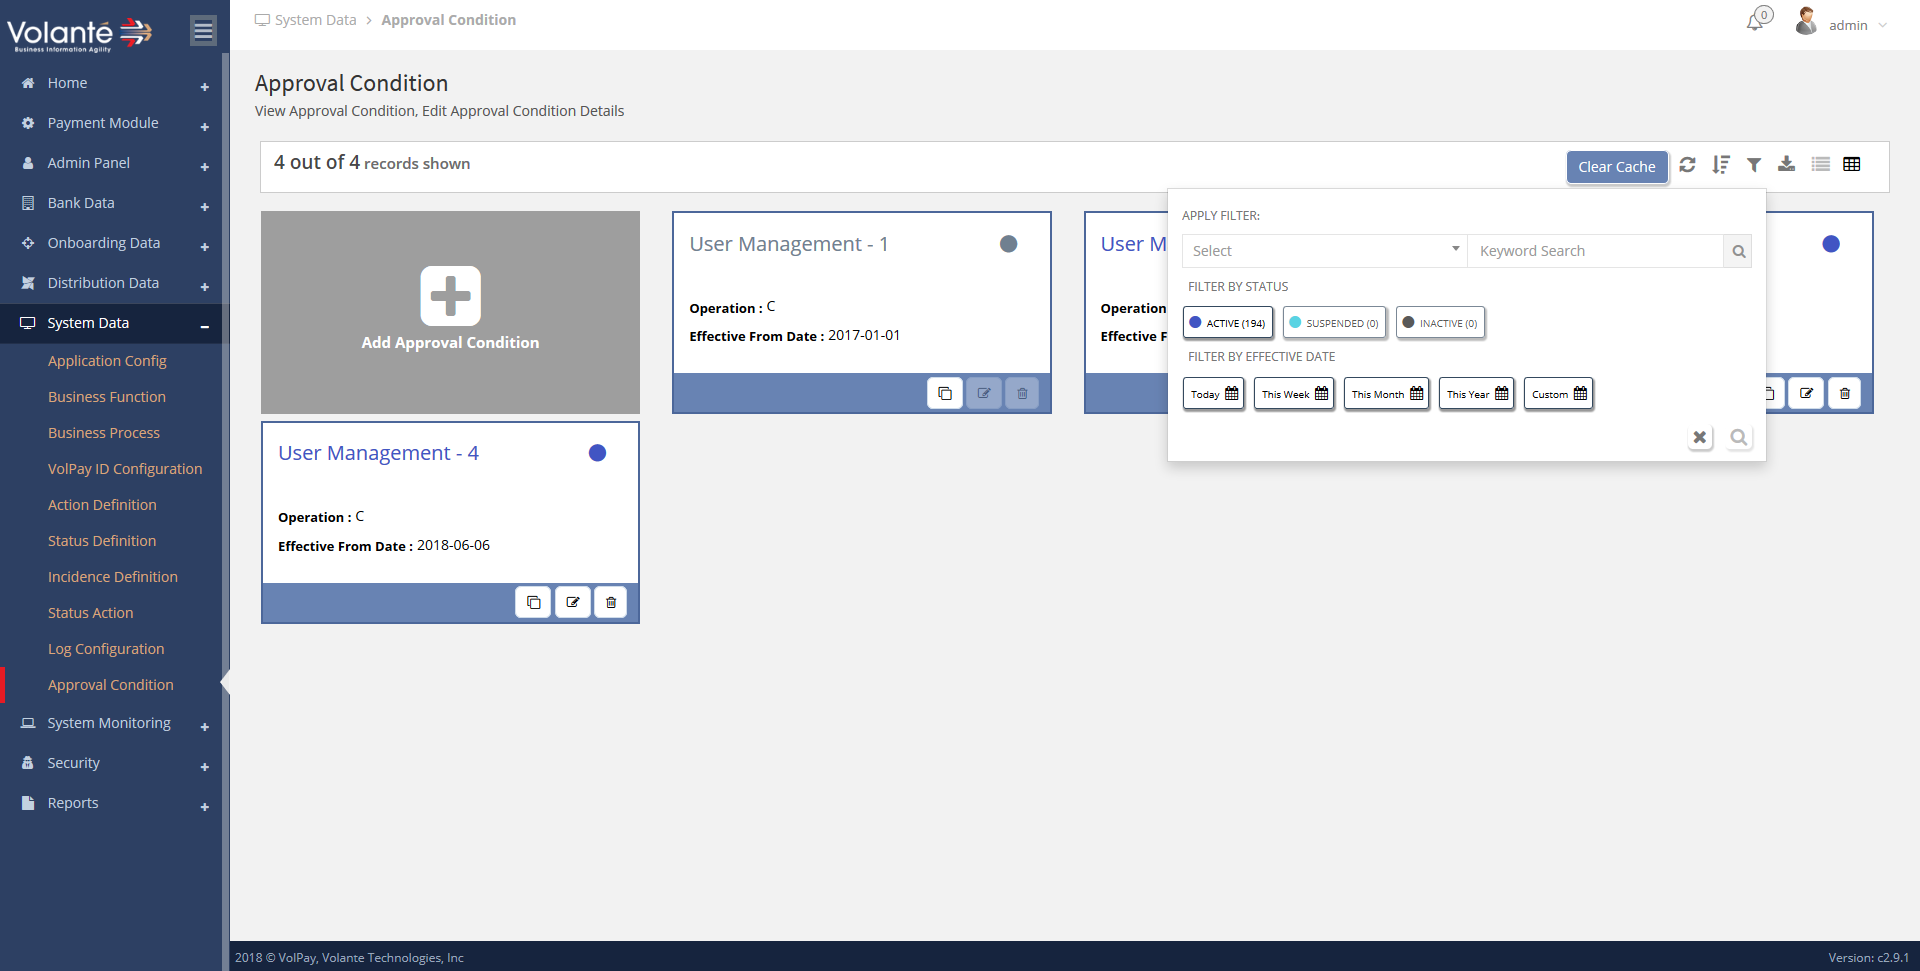 Volanté
Business Information Agility
Home
Payment Module
Admin Panel
Bank Data
Onboarding Data
Distribution Data
System Data
Application Config
Business Function
Business Process
VolPay ID Configuration
Action Definition
Status Definition
Incidence Definition
Status Action
Log Configuration
Approval Condition
System Monitoring
Security
Reports
System Data > Approval Condition
0
admin
Approval Condition
View Approval Condition, Edit Approval Condition Details
4 out of 4 records shown
Clear Cache
Add Approval Condition
User Management - 1
Operation : C
Effective From Date : 2017-01-01
User M
Operation
Effective F
APPLY FILTER:
Select
Keyword Search
FILTER BY STATUS
ACTIVE (194)
SUSPENDED (0)
INACTIVE (0)
FILTER BY EFFECTIVE DATE
Today
This Week
This Month
This Year
Custom
User Management - 4
Operation : C
Effective From Date : 2018-06-06
2018 © VolPay, Volante Technologies, Inc
Version: c2.9.1